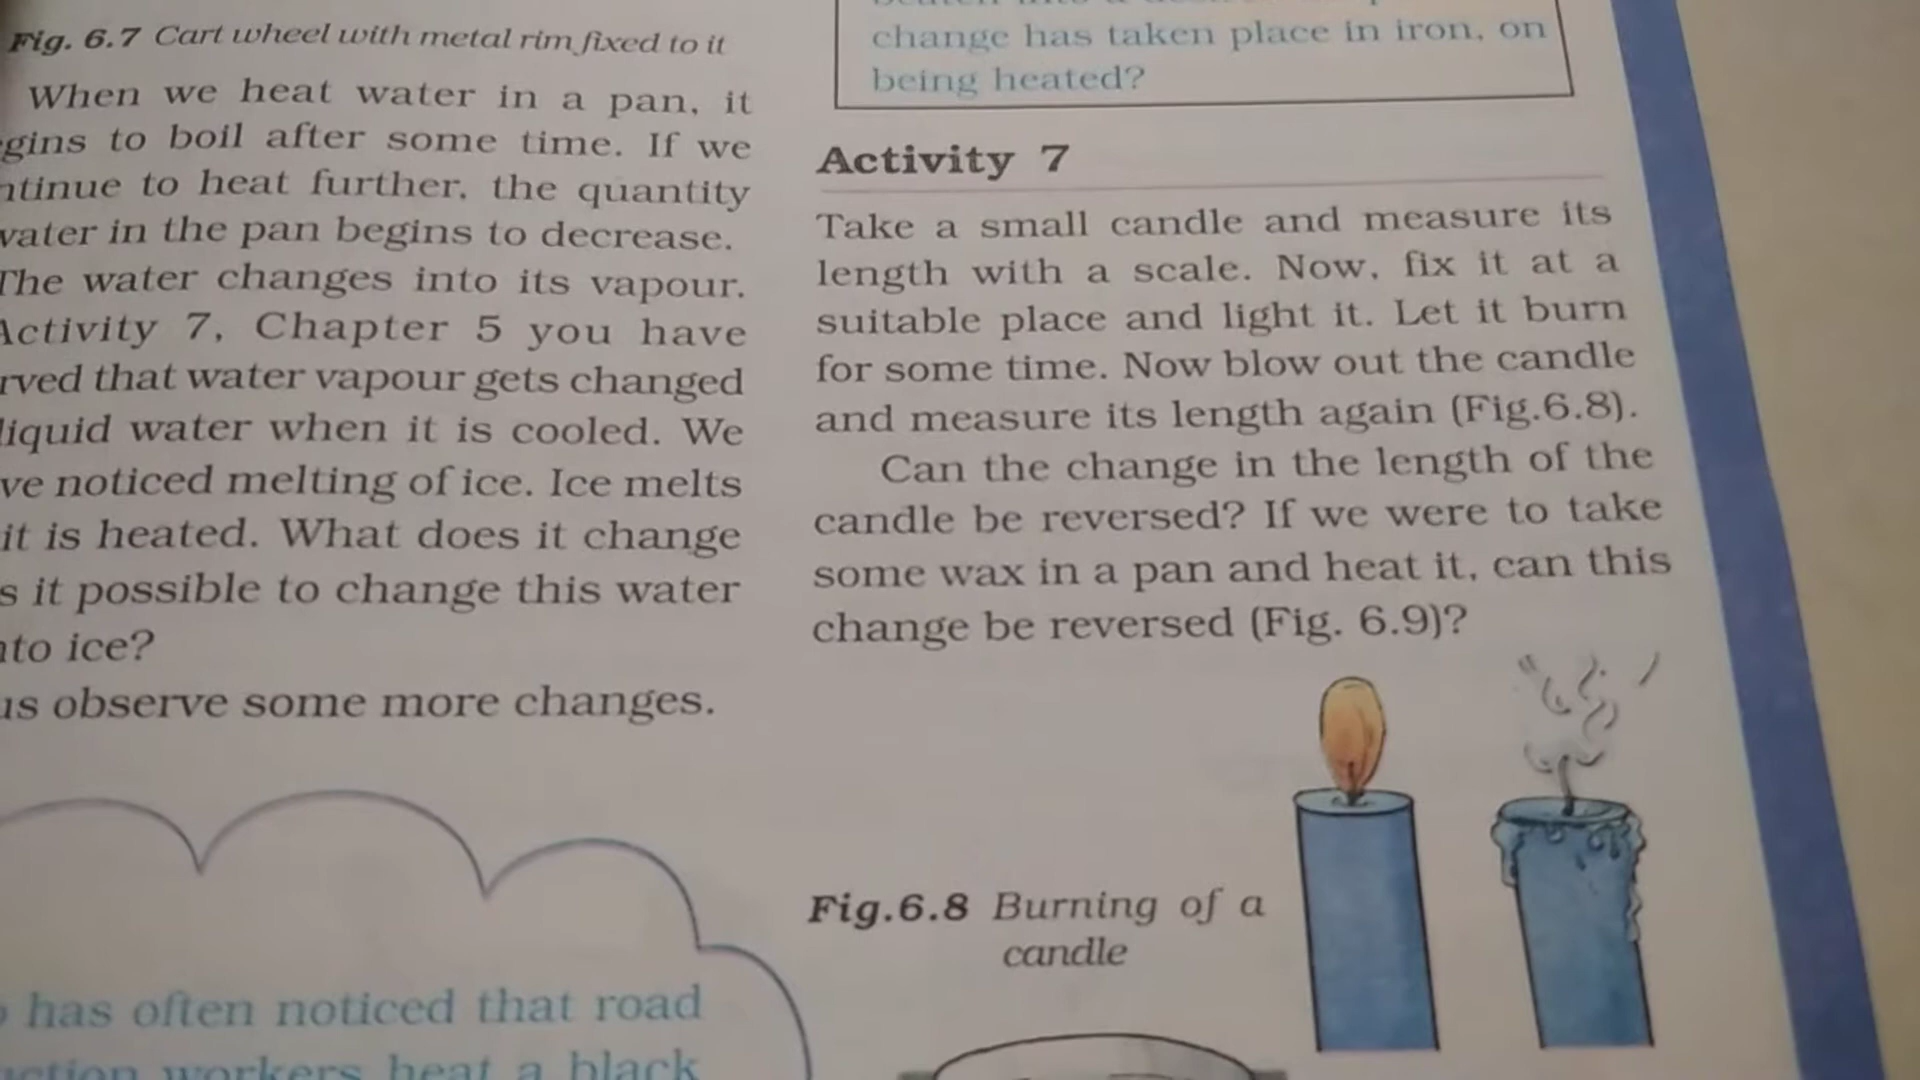 Fig. 6.7 Cart wheel with metal rim fixed to it
When we heat water in a pan, it
gins to boil after some time. If we
ntinue to heat further, the quantity
water in the pan begins to decrease.
The water changes into its vapour.
Activity 7, Chapter 5 you have
rved that water vapour gets changed
liquid water when it is cooled. We
ve noticed melting of ice. Ice melts
it is heated. What does it change
s it possible to change this water
nto ice?
us observe some more changes.
has often noticed that road
workers heat a black
change has taken place in iron, on
being heated?
Activity 7
Take a small candle and measure its
length with a scale. Now, fix it at a
suitable place and light it. Let it burn
for some time. Now blow out the candle
and measure its length again (Fig.6.8).
Can the change in the length of the
candle be reversed? If we were to take
some wax in a pan and heat it, can this
change be reversed (Fig. 6.9)?
Fig.6.8 Burning of a
candle